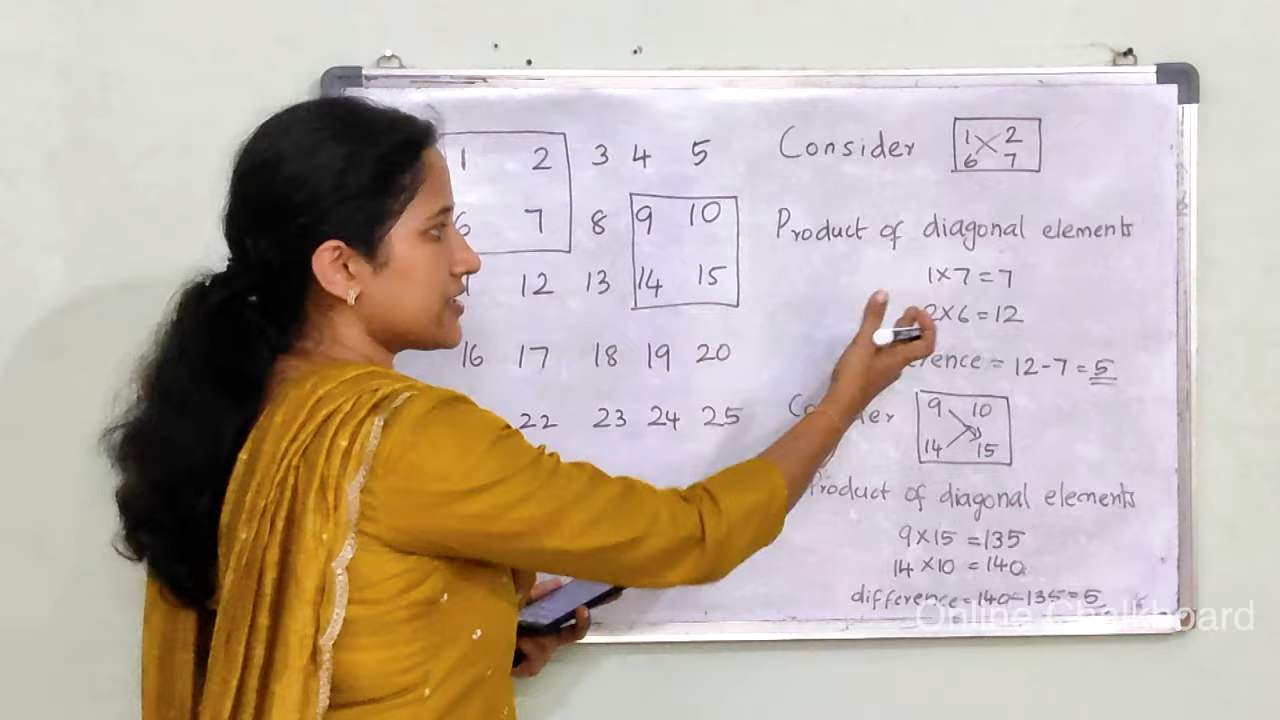 1 2 3 4 5
6 7 8 9 10
12 13 14 15
16 17 18 19 20
22 23 24 25
Consider 1 2
6 7
Product of diagonal elements
1×7=7
2×6=12
= 12-7=5
9 10
14 15
Product of diagonal elements
9×15=135
14×10=140
difference=140-135=5
Online Chalkboard